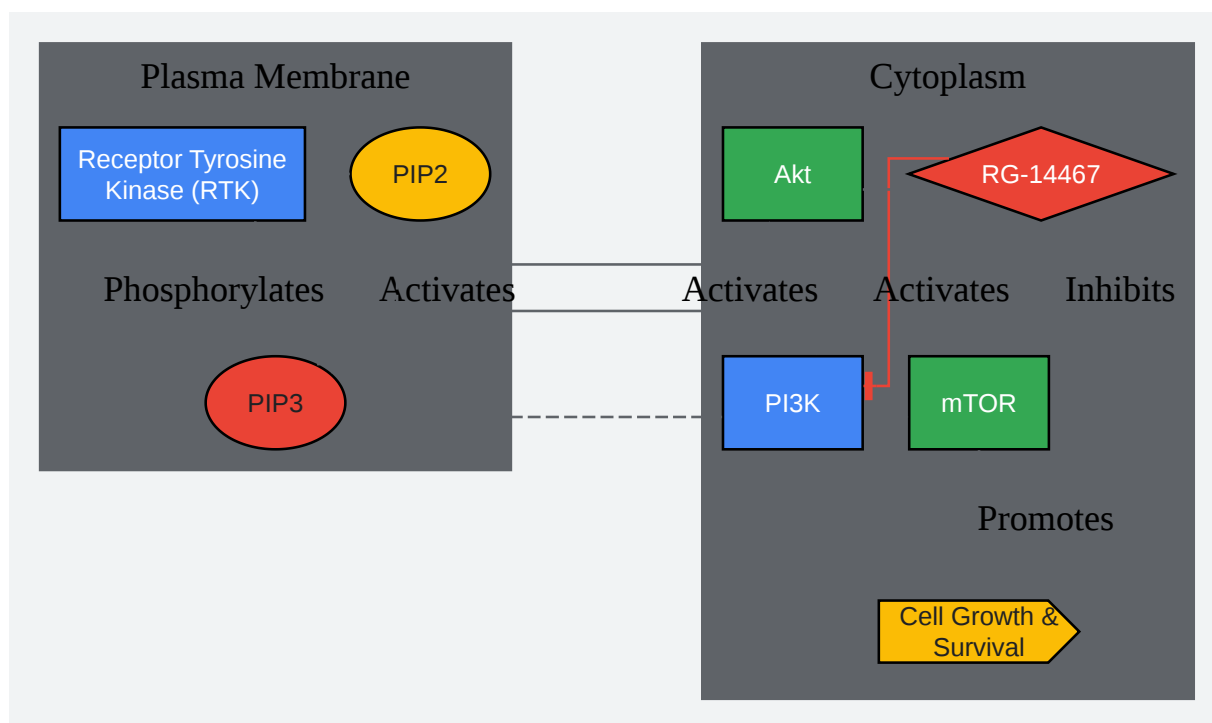 Plasma Membrane
Receptor Tyrosine
Kinase (RTK)
PIP2
Phosphorylates
Activates
PIP3
Cytoplasm
Akt
RG-14467
Activates
Activates
Inhibits
PI3K
mTOR
Promotes
Cell Growth &
Survival